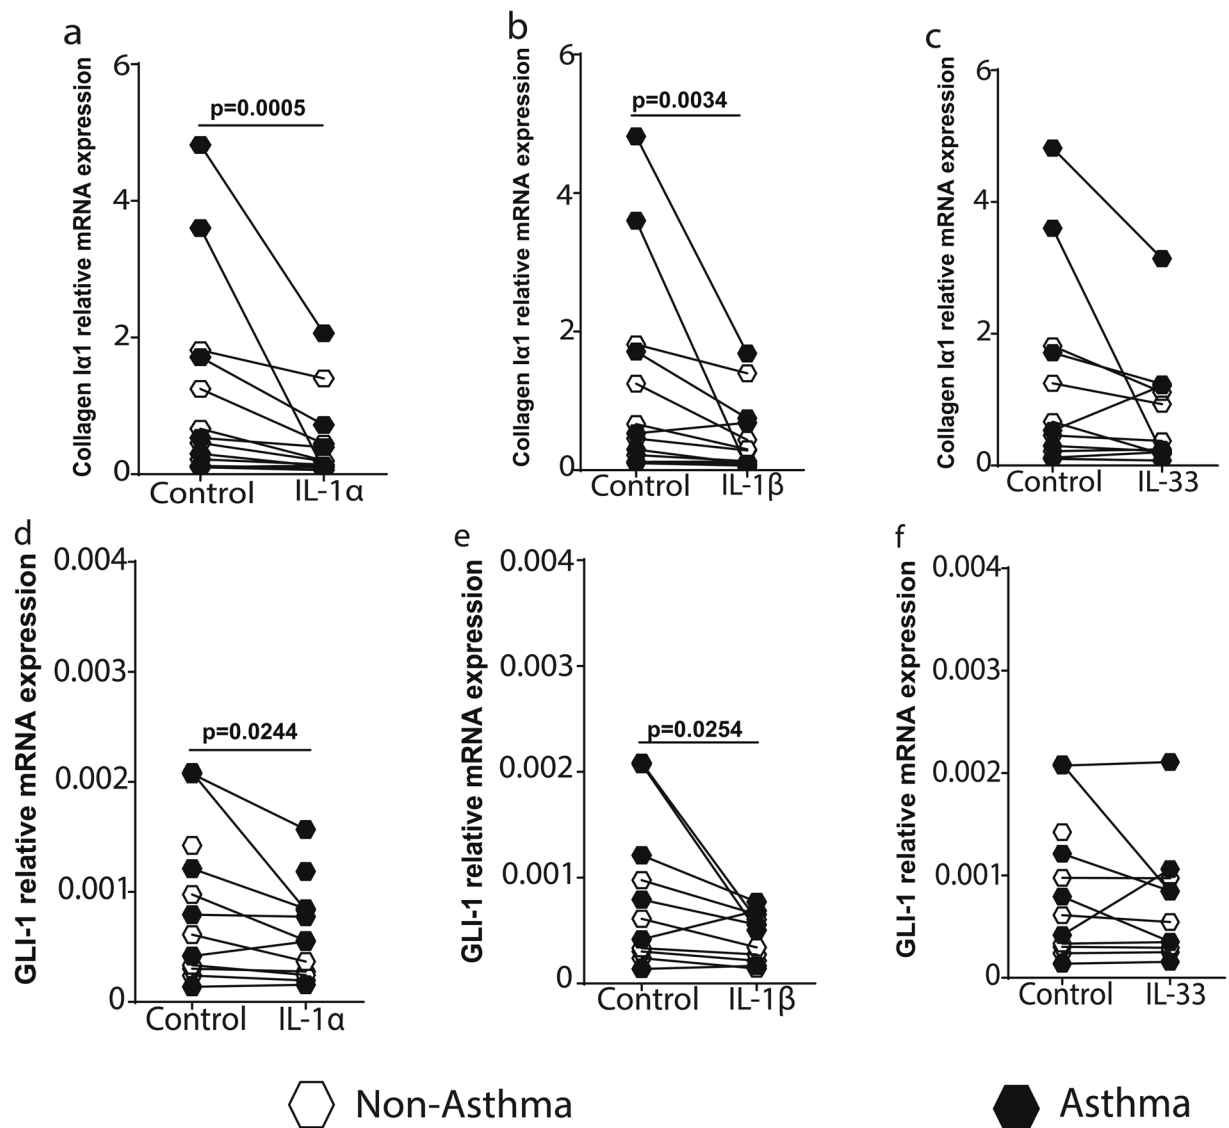 a
Collagen Iα1 relative mRNA expression
6
4
2
0
p=0.0005
Control
IL-1α
b
Collagen Iα1 relative mRNA expression
6
4
2
0
p=0.0034
Control
IL-1β
c
Collagen Iα1 relative mRNA expression
6
4
2
0
Control
IL-33
d
GLI-1 relative mRNA expression
0.004
0.003
0.002
0.001
0
p=0.0244
Control
IL-1α
e
GLI-1 relative mRNA expression
0.004
0.003
0.002
0.001
0
p=0.0254
Control
IL-1β
f
GLI-1 relative mRNA expression
0.004
0.003
0.002
0.001
0
Control
IL-33
Non-Asthma
Asthma